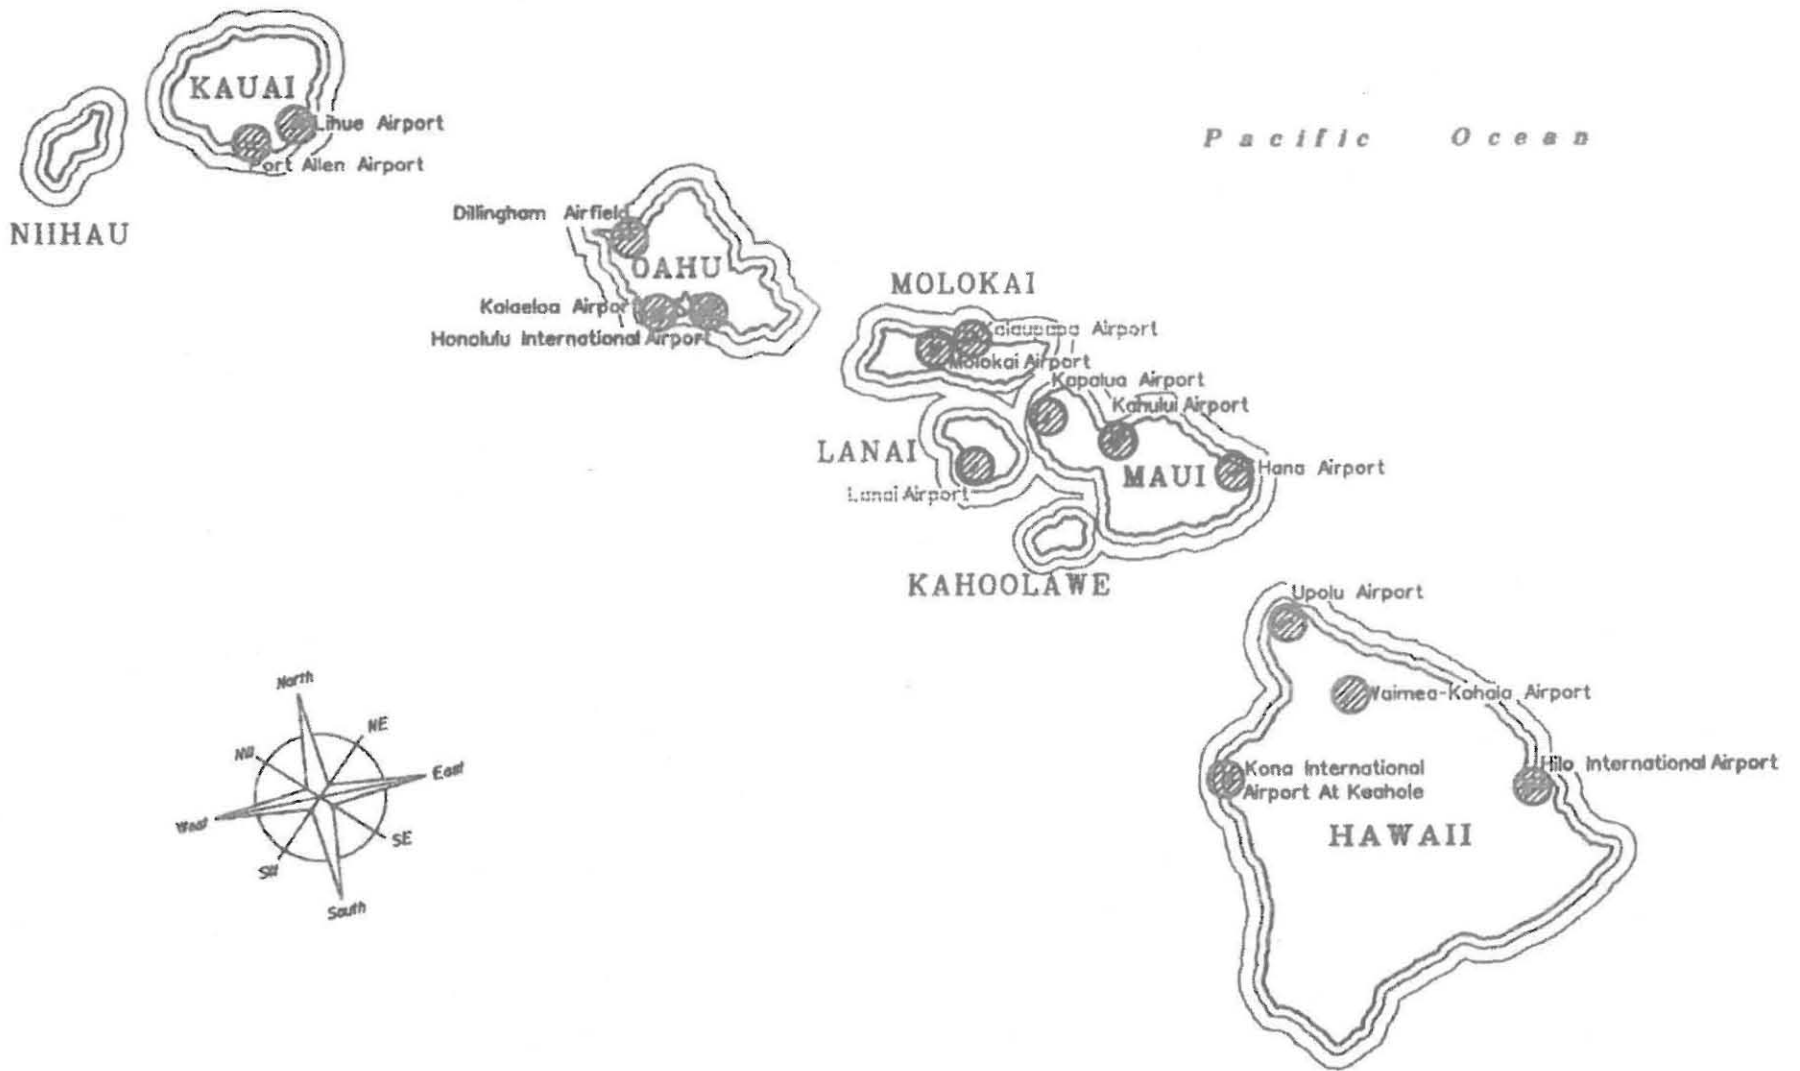 KAUAI
Lihue Airport
Port Allen Airport
NIIHAU
Pacific Ocean
Dillingham Airfield
OAHU
Kalaeloa Airport
Honolulu International Airport
MOLOKAI
Kalaupapa Airport
Molokai Airport
Kapalua Airport
Kahului Airport
LANAI
Lanai Airport
MAUI
Hana Airport
KAHOOLAWE
Upolu Airport
Waimea-Kohala Airport
Kona International
Airport At Keahole
Hilo International Airport
HAWAII
North
NE
NW
East
West
SE
SW
South